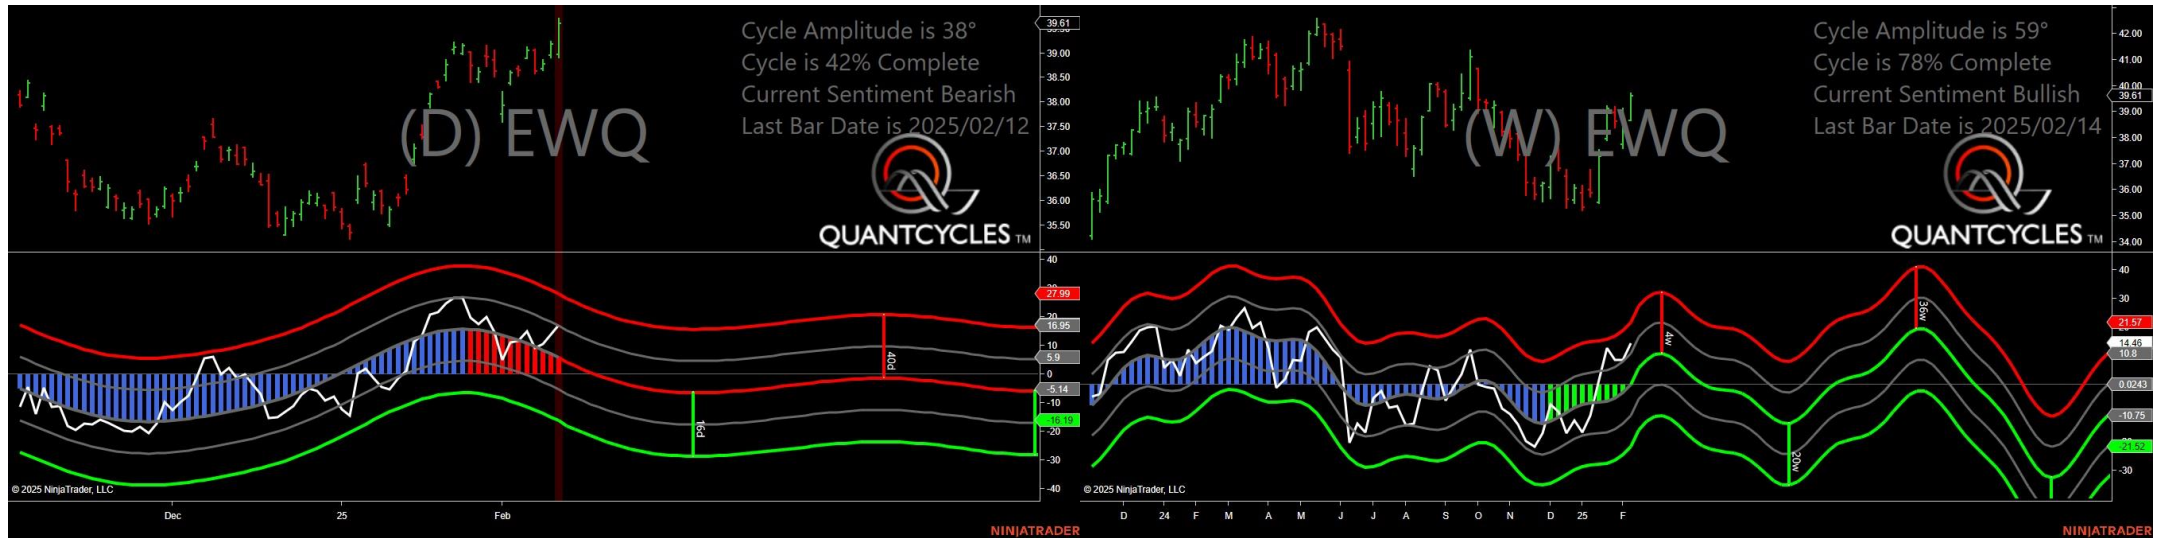 Cycle Amplitude is 38°
Cycle is 42% Complete
Current Sentiment Bearish
Last Bar Date is 2025/02/12
(D) EWQ
QUANTCYCLES TM
39.61
39.00
38.50
38.00
37.50
37.00
36.50
36.00
35.50
40
27.99
20
16.95
10
5.9
0
-5.14
-10
-16.19
-20
-30
-40
16d
40d
© 2025 NinjaTrader, LLC
Dec
25
Feb
NINJATRADER
Cycle Amplitude is 59°
Cycle is 78% Complete
Current Sentiment Bullish
Last Bar Date is 2025/02/14
(W) EWQ
QUANTCYCLES TM
42.00
41.00
40.00
39.61
38.00
37.00
36.00
35.00
34.00
40
30
21.57
14.46
10.8
0.0243
-10.75
-21.52
-30
4w
20w
36w
© 2025 NinjaTrader, LLC
D 24 F M A M J J A S O N D 25 F
NINJATRADER